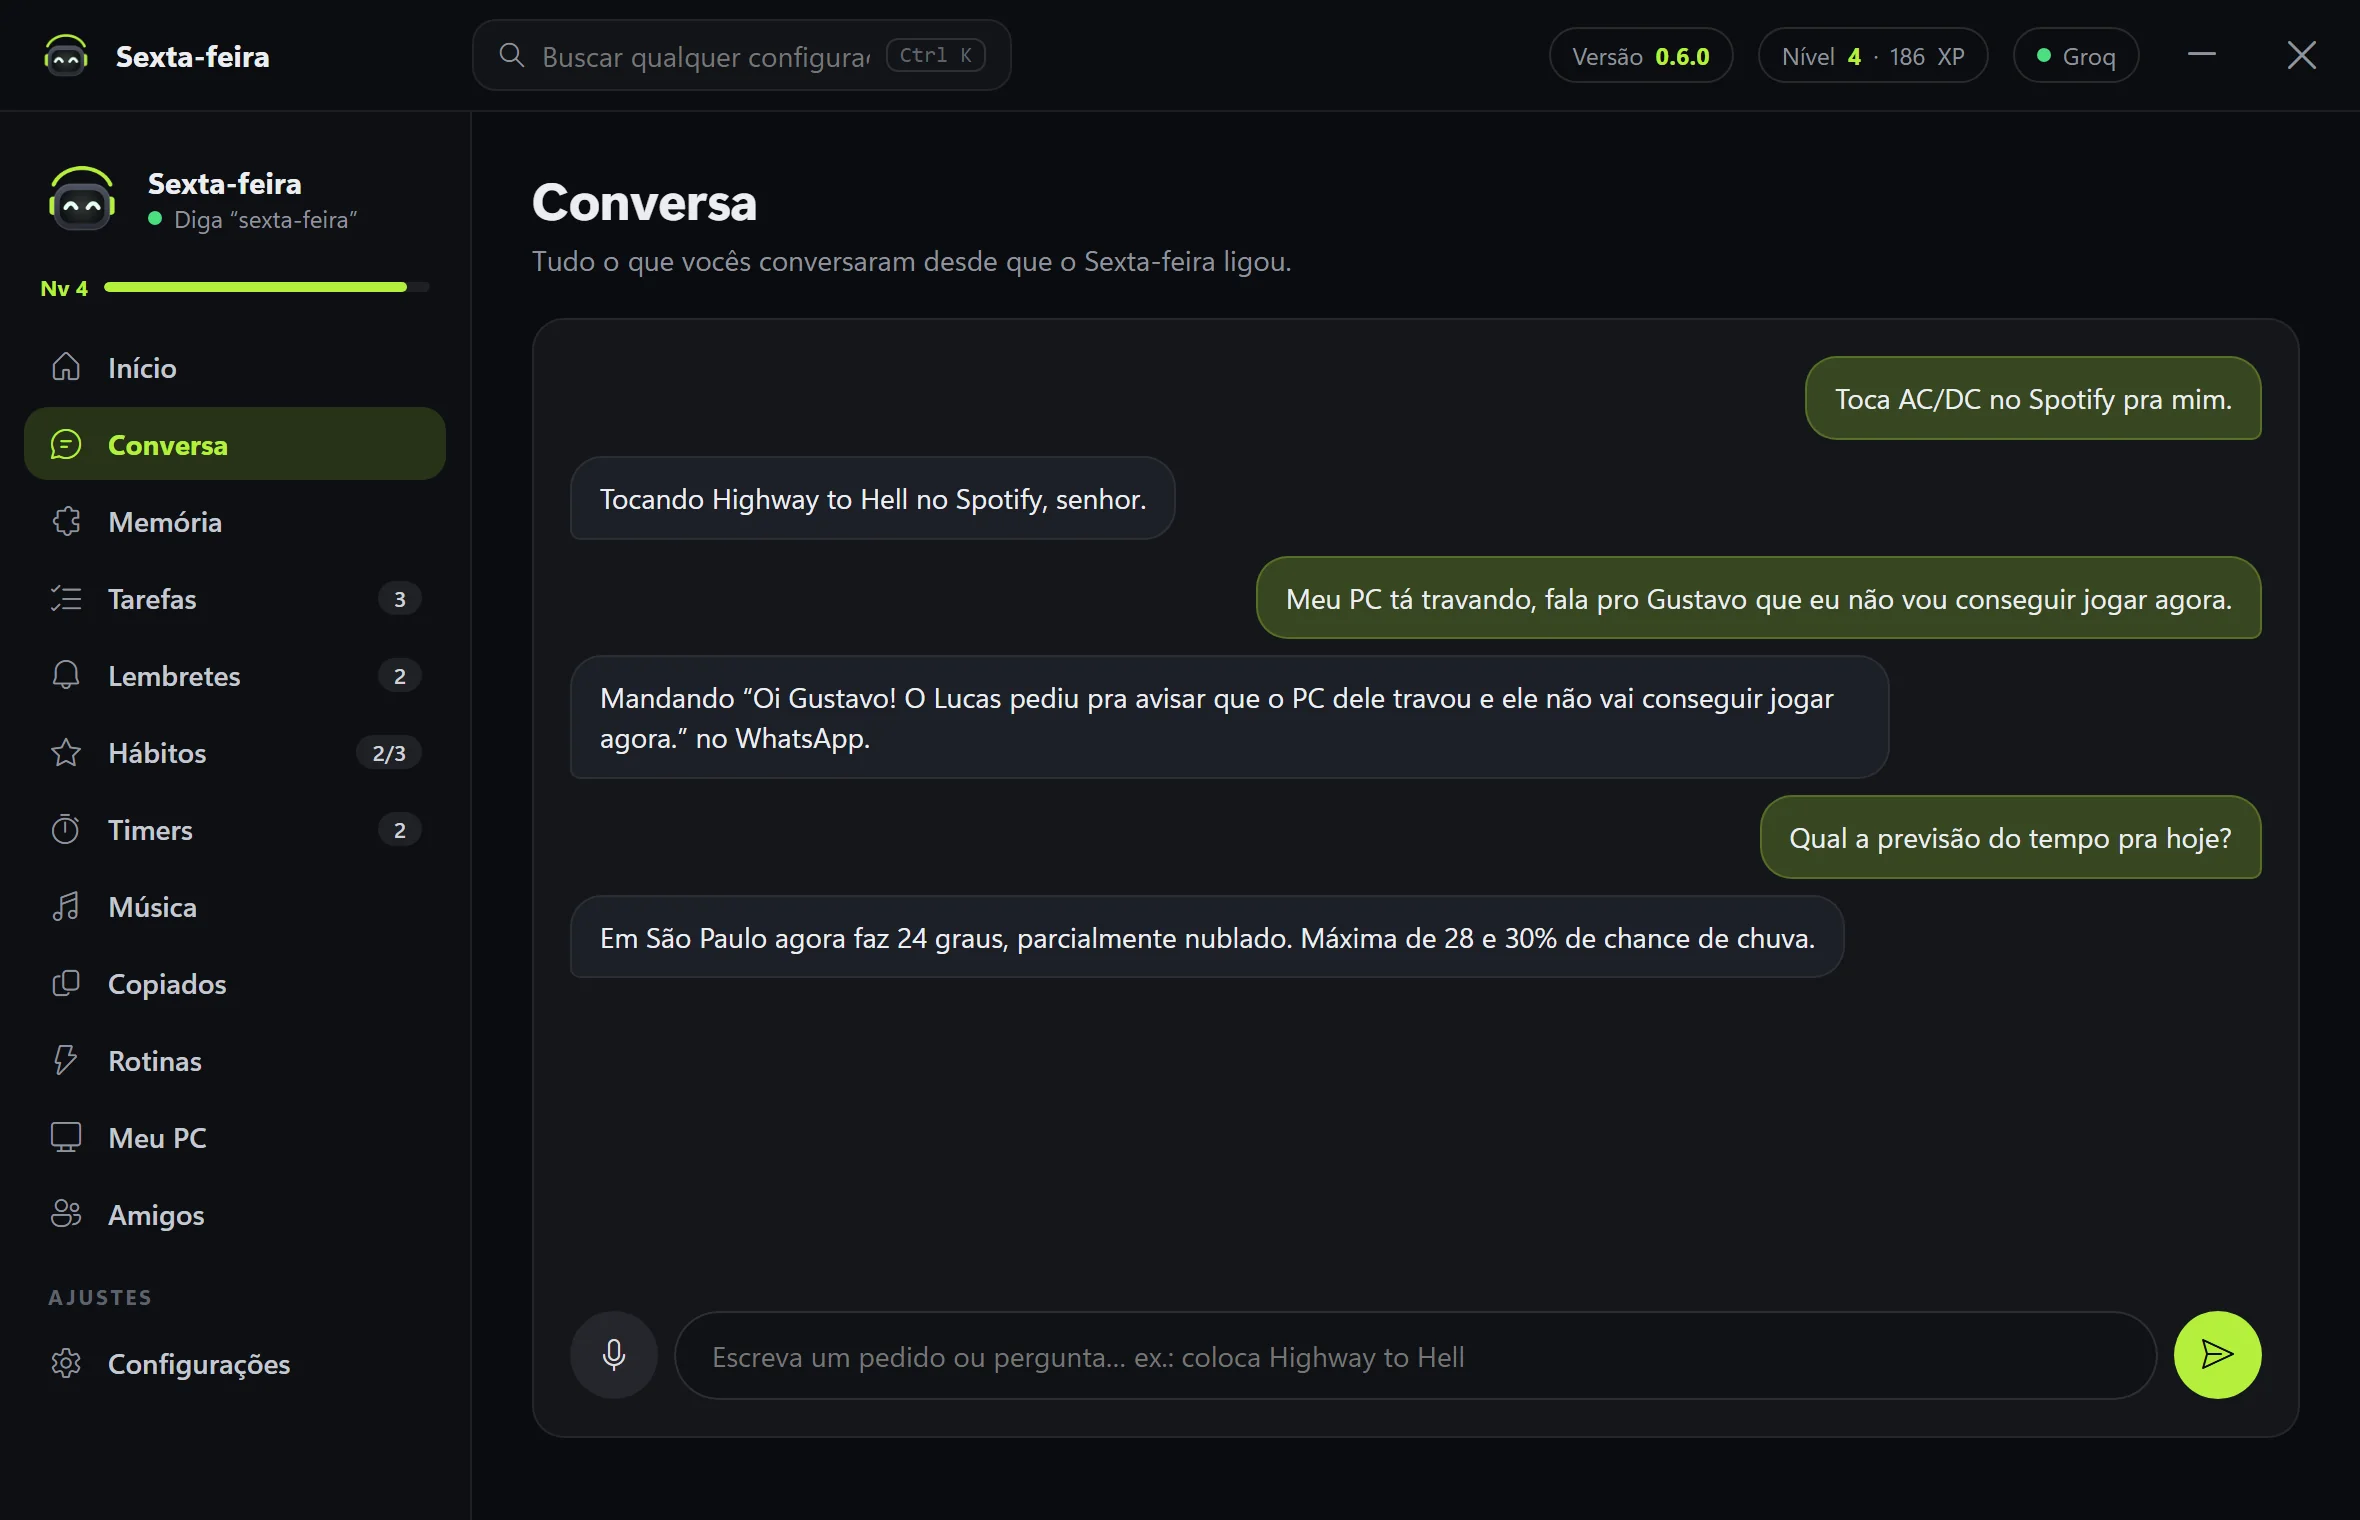 Sexta-feira
Buscar qualquer configura
Ctrl K
Versão 0.6.0
Nível 4 · 186 XP
Groq
Sexta-feira
Diga “sexta-feira”
Nv 4
Início
Conversa
Memória
Tarefas 3
Lembretes 2
Hábitos 2/3
Timers 2
Música
Copiados
Rotinas
Meu PC
Amigos
AJUSTES
Configurações
Conversa
Tudo o que vocês conversaram desde que o Sexta-feira ligou.
Toca AC/DC no Spotify pra mim.
Tocando Highway to Hell no Spotify, senhor.
Meu PC tá travando, fala pro Gustavo que eu não vou conseguir jogar agora.
Mandando “Oi Gustavo! O Lucas pediu pra avisar que o PC dele travou e ele não vai conseguir jogar
agora.” no WhatsApp.
Qual a previsão do tempo pra hoje?
Em São Paulo agora faz 24 graus, parcialmente nublado. Máxima de 28 e 30% de chance de chuva.
Escreva um pedido ou pergunta... ex.: coloca Highway to Hell